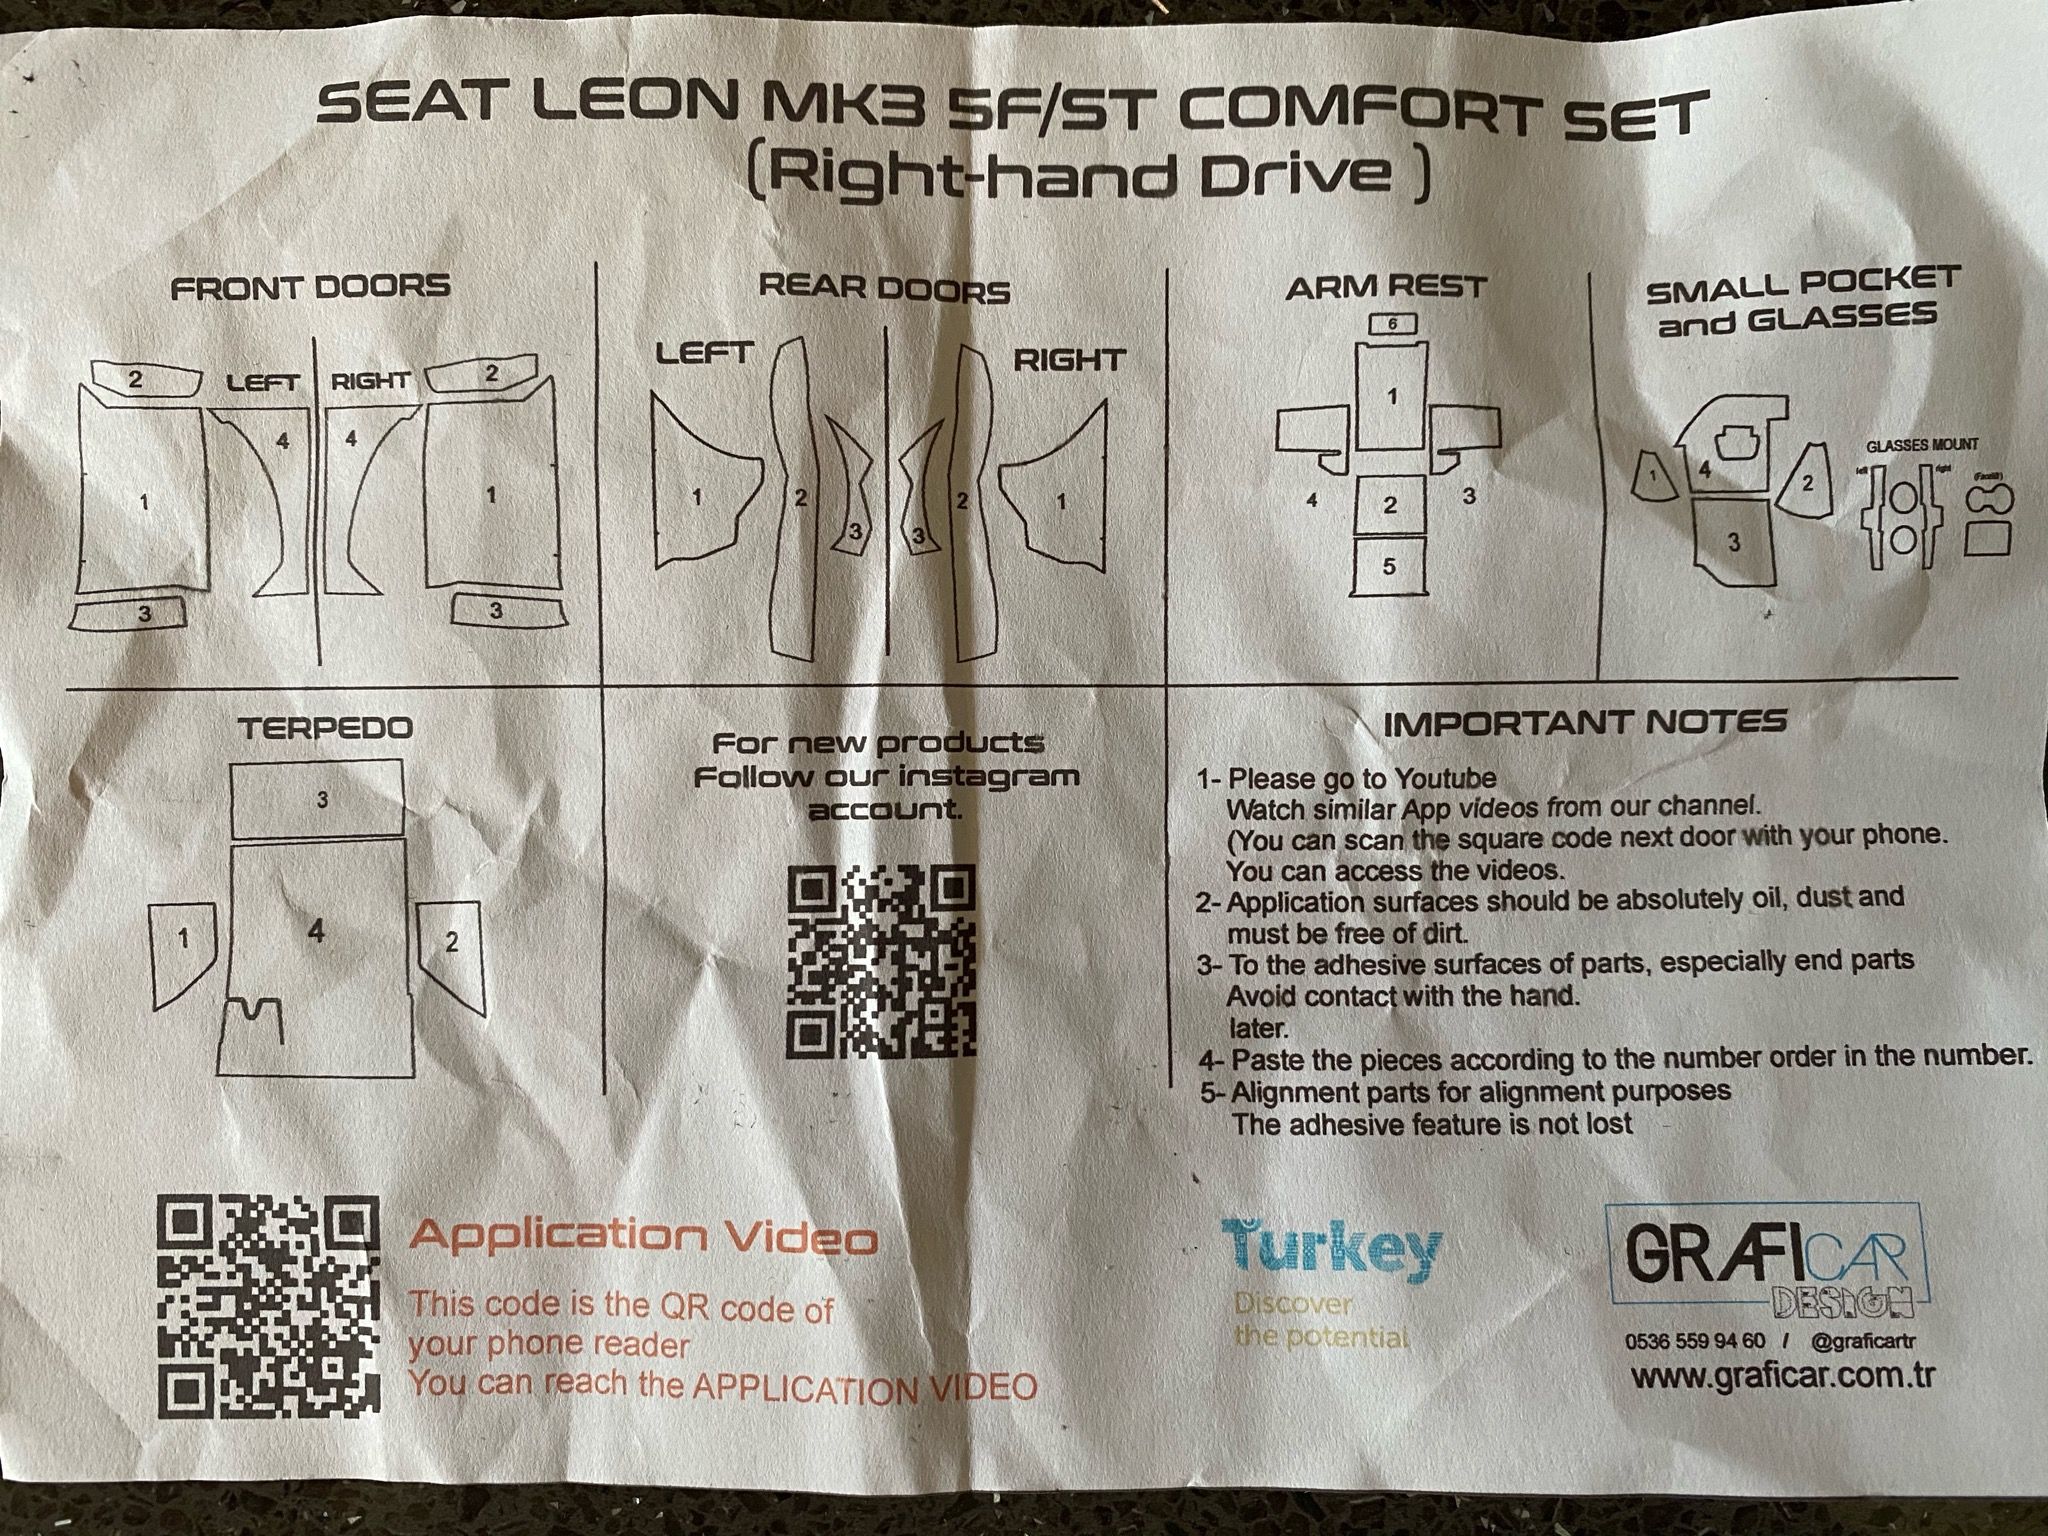 SEAT LEON MK3 5F/ST COMFORT SET
(Right-hand Drive )
FRONT DOORS
2
LEFT
RIGHT
2
1
4
4
1
3
3
REAR DOORS
LEFT
RIGHT
1
2
3
3
2
1
ARM REST
6
1
4
2
3
5
SMALL POCKET
and GLASSES
1
4
2
3
GLASSES MOUNT
left
right
(Facelift)
TERPEDO
3
1
4
2
For new products
Follow our instagram
account.
IMPORTANT NOTES
1- Please go to Youtube
Watch similar App videos from our channel.
(You can scan the square code next door with your phone.
You can access the videos.
2- Application surfaces should be absolutely oil, dust and
must be free of dirt.
3- To the adhesive surfaces of parts, especially end parts
Avoid contact with the hand.
later.
4- Paste the pieces according to the number order in the number.
5- Alignment parts for alignment purposes
The adhesive feature is not lost
Application Video
This code is the QR code of
your phone reader
You can reach the APPLICATION VIDEO
Turkey
Discover
the potential
GRAFICAR
DESIGN
0536 559 94 60 / @graficartr
www.graficar.com.tr